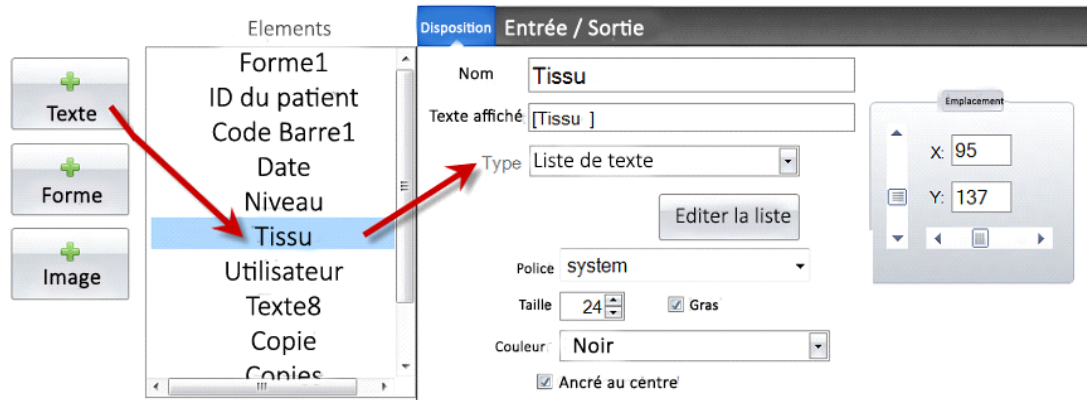 Elements
Disposition Entrée / Sortie
Texte
Forme
Image
Forme1
ID du patient
Code Barre1
Date
Niveau
Tissu
Utilisateur
Texte8
Copie
Copies
Nom Tissu
Texte affiché [Tissu ]
Type Liste de texte
Editer la liste
Police system
Taille 24 Gras
Couleur Noir
Ancré au centre
Emplacement
X: 95
Y: 137